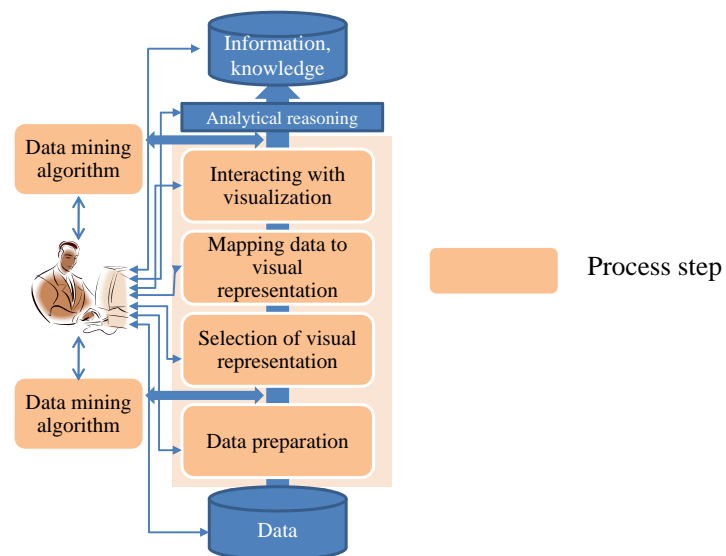 Information,
knowledge
Analytical reasoning
Data mining
algorithm
Interacting with
visualization
Mapping data to
visual
representation
Process step
Selection of visual
representation
Data mining
algorithm
Data preparation
Data